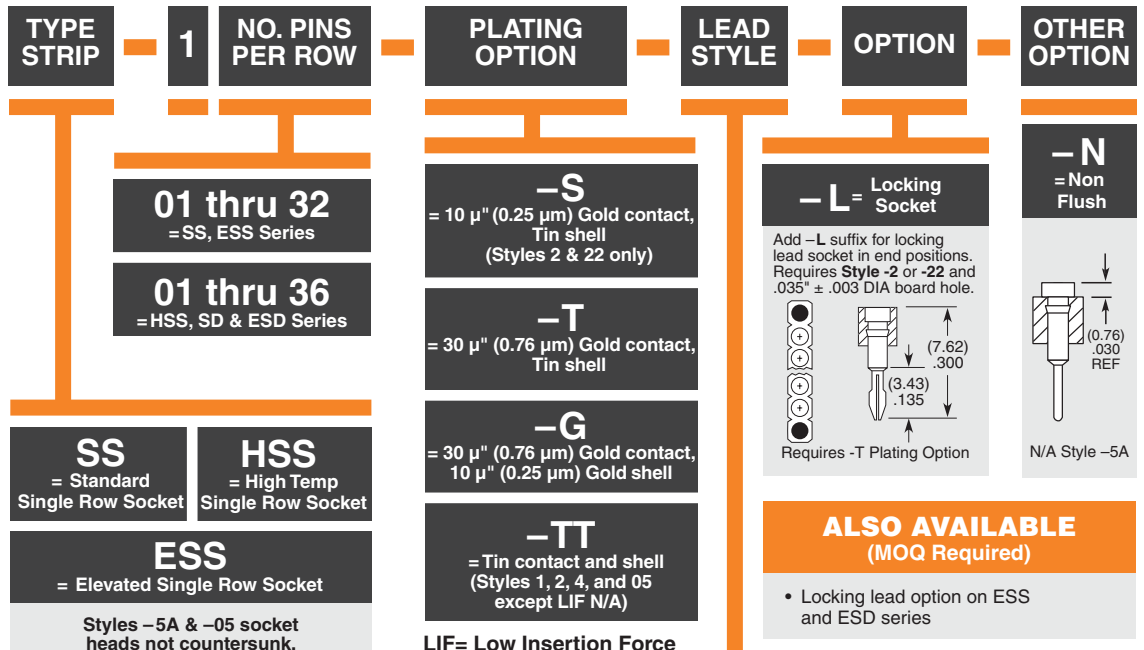 TYPE
STRIP
1
NO. PINS
PER ROW
PLATING
OPTION
LEAD
STYLE
OPTION
OTHER
OPTION
01 thru 32
=SS, ESS Series
01 thru 36
=HSS, SD & ESD Series
SS
= Standard
Single Row Socket
HSS
= High Temp
Single Row Socket
ESS
= Elevated Single Row Socket
Styles –5A & –05 socket
heads not countersunk.
–S
= 10 µ" (0.25 µm) Gold contact,
Tin shell
(Styles 2 & 22 only)
–T
= 30 µ" (0.76 µm) Gold contact,
Tin shell
–G
= 30 µ" (0.76 µm) Gold contact,
10 µ" (0.25 µm) Gold shell
–TT
= Tin contact and shell
(Styles 1, 2, 4, and 05
except LIF N/A)
LIF= Low Insertion Force
–L= Locking
Socket
Add –L suffix for locking
lead socket in end positions.
Requires Style -2 or -22 and
.035" ± .003 DIA board hole.
(7.62)
.300
(3.43)
.135
Requires -T Plating Option
–N
= Non
Flush
(0.76)
.030
REF
N/A Style –5A
ALSO AVAILABLE
(MOQ Required)
• Locking lead option on ESS
and ESD series